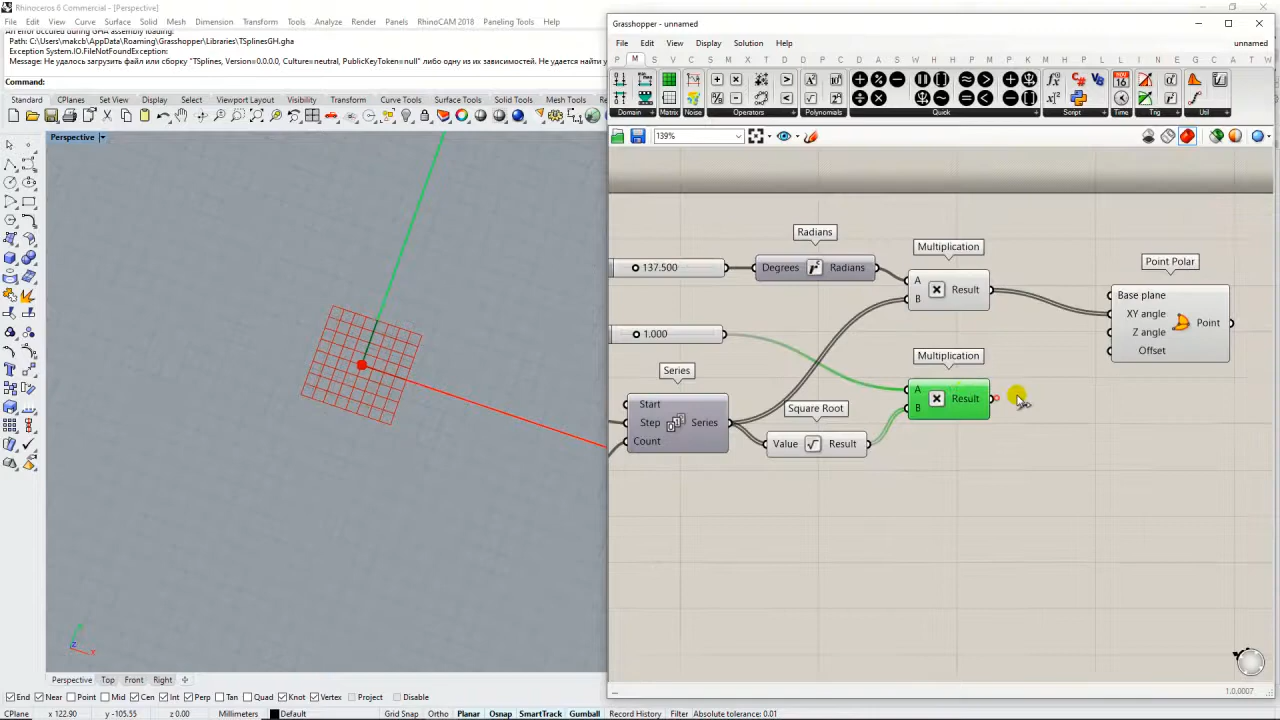 Rhinoceros 6 Commercial - [Perspective]
File Edit View Curve Surface Solid Mesh Dimension Transform Tools Analyze Render Panels RhinoCAM 2018 Paneling Tools Help
An error occured during GHA assembly loading:
Path: C:\Users\makcb\AppData\Roaming\Grasshopper\Libraries\TSplinesGH.gha
Exception System.IO.FileNotFoundException:
Message: Не удалось загрузить файл или сборку "TSplines, Version=0.0.0.0, Culture=neutral, PublicKeyToken=null" либо одну из их зависимостей. Не удается найти
Command:
Standard CPlanes Set View Display Select Viewport Layout Visibility Transform Curve Tools Surface Tools Solid Tools Mesh Tools
Perspective
z
x
Perspective Top Front Right
End Near Point Mid Cen Int Perp Tan Quad Knot Vertex Project Disable
CPlane x 122.90 y -105.55 z 0.00 Millimeters Default Grid Snap Ortho Planar Osnap SmartTrack Gumball Record History Filter Absolute tolerance: 0.01
Grasshopper - unnamed
File Edit View Display Solution Help unnamed
P M S V C S M I T D A S V K W L H E B L P M K F T D L U E S C T L G C A P P L T W
Domain Matrix Noise Operators Polynomials Quick Script Time Trig Util
139%
Radians
Multiplication
Point Polar
137.500
Degrees Radians
A
B
Result
Base plane
XY angle
Z angle
Offset
Point
1.000
Multiplication
Series
A
B
Result
Start
Step
Count
Series
Square Root
Value Result
1.0.0007